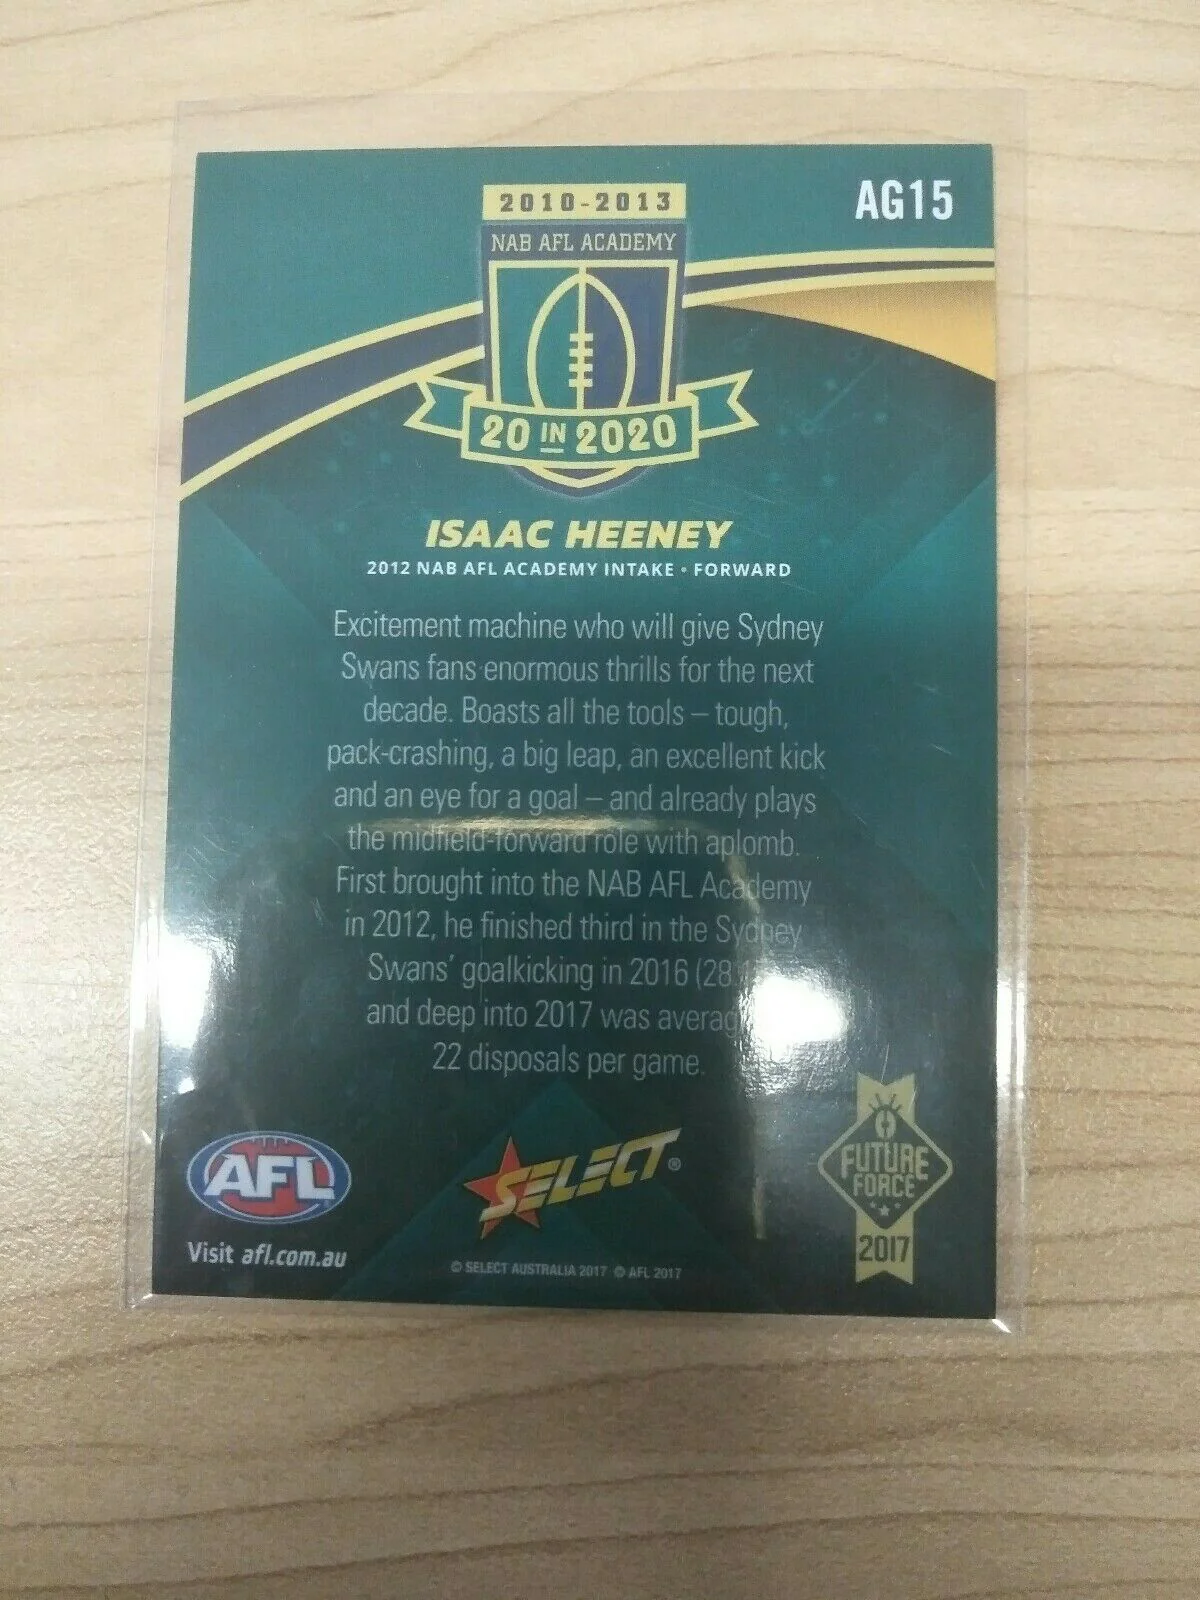 AG15
2010-2013
NAB AFL ACADEMY
20 IN 2020
ISAAC HEENEY
2012 NAB AFL ACADEMY INTAKE • FORWARD
Excitement machine who will give Sydney
Swans fans enormous thrills for the next
decade. Boasts all the tools – tough,
pack-crashing, a big leap, an excellent kick
and an eye for a goal – and already plays
the midfield-forward role with aplomb.
First brought into the NAB AFL Academy
in 2012, he finished third in the Sydney
Swans' goalkicking in 2016
and deep into 2017 was
22 disposals per game.
AFL
Visit afl.com.au
SELECT®
© SELECT AUSTRALIA 2017 © AFL 2017
FUTURE
FORCE
2017